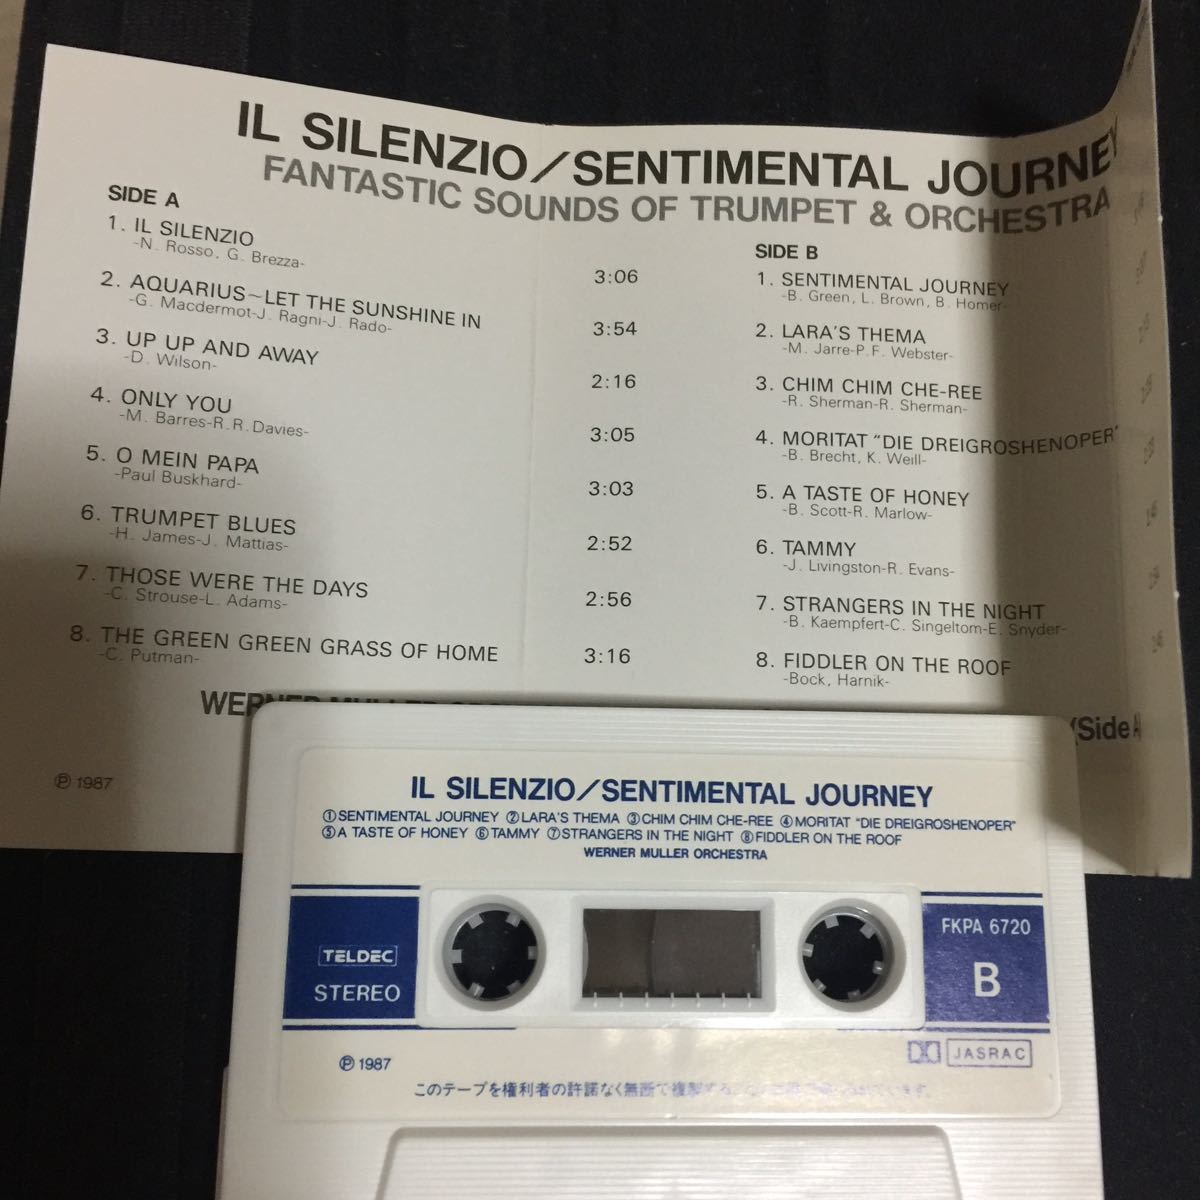 IL SILENZIO/SENTIMENTAL JOURNEY
FANTASTIC SOUNDS OF TRUMPET & ORCHESTRA
SIDE A
1. IL SILENZIO 3:06
-N. Rosso, G. Brezza-
2. AQUARIUS~LET THE SUNSHINE IN 3:54
-G. Macdermot-J. Ragni-J. Rado-
3. UP UP AND AWAY 2:16
-D. Wilson-
4. ONLY YOU 3:05
-M. Barres-R.R. Davies-
5. O MEIN PAPA 3:03
-Paul Buskhard-
6. TRUMPET BLUES 2:52
-H. James-J. Mattias-
7. THOSE WERE THE DAYS 2:56
-C. Strouse-L. Adams-
8. THE GREEN GREEN GRASS OF HOME 3:16
-C. Putman-
SIDE B
1. SENTIMENTAL JOURNEY
-B. Green, L. Brown, B. Homer-
2. LARA'S THEMA
-M. Jarre-P.F. Webster-
3. CHIM CHIM CHE-REE
-R. Sherman-R. Sherman-
4. MORITAT "DIE DREIGROSHENOPER"
-B. Brecht, K. Weill-
5. A TASTE OF HONEY
-B. Scott-R. Marlow-
6. TAMMY
-J. Livingston-R. Evans-
7. STRANGERS IN THE NIGHT
-B. Kaempfert-C. Singeltom-E. Snyder-
8. FIDDLER ON THE ROOF
-Bock, Harnik-
WERNER MULLER
(Side A)
Ⓟ 1987
IL SILENZIO/SENTIMENTAL JOURNEY
①SENTIMENTAL JOURNEY ②LARA'S THEMA ③CHIM CHIM CHE-REE ④MORITAT "DIE DREIGROSHENOPER"
⑤A TASTE OF HONEY ⑥TAMMY ⑦STRANGERS IN THE NIGHT ⑧FIDDLER ON THE ROOF
WERNER MULLER ORCHESTRA
TELDEC
STEREO
FKPA 6720
B
JASRAC
Ⓟ 1987
このテープを権利者の許諾なく無断で複製する